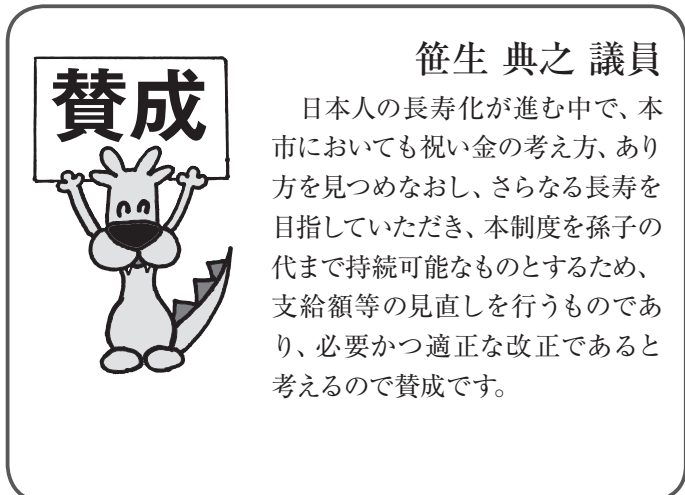 賛成
笹生 典之 議員
日本人の長寿化が進む中で、本
市においても祝い金の考え方、あり
方を見つめなおし、さらなる長寿を
目指していただき、本制度を孫子の
代まで持続可能なものとするため、
支給額等の見直しを行うものであ
り、必要かつ適正な改正であると
考えるので賛成です。